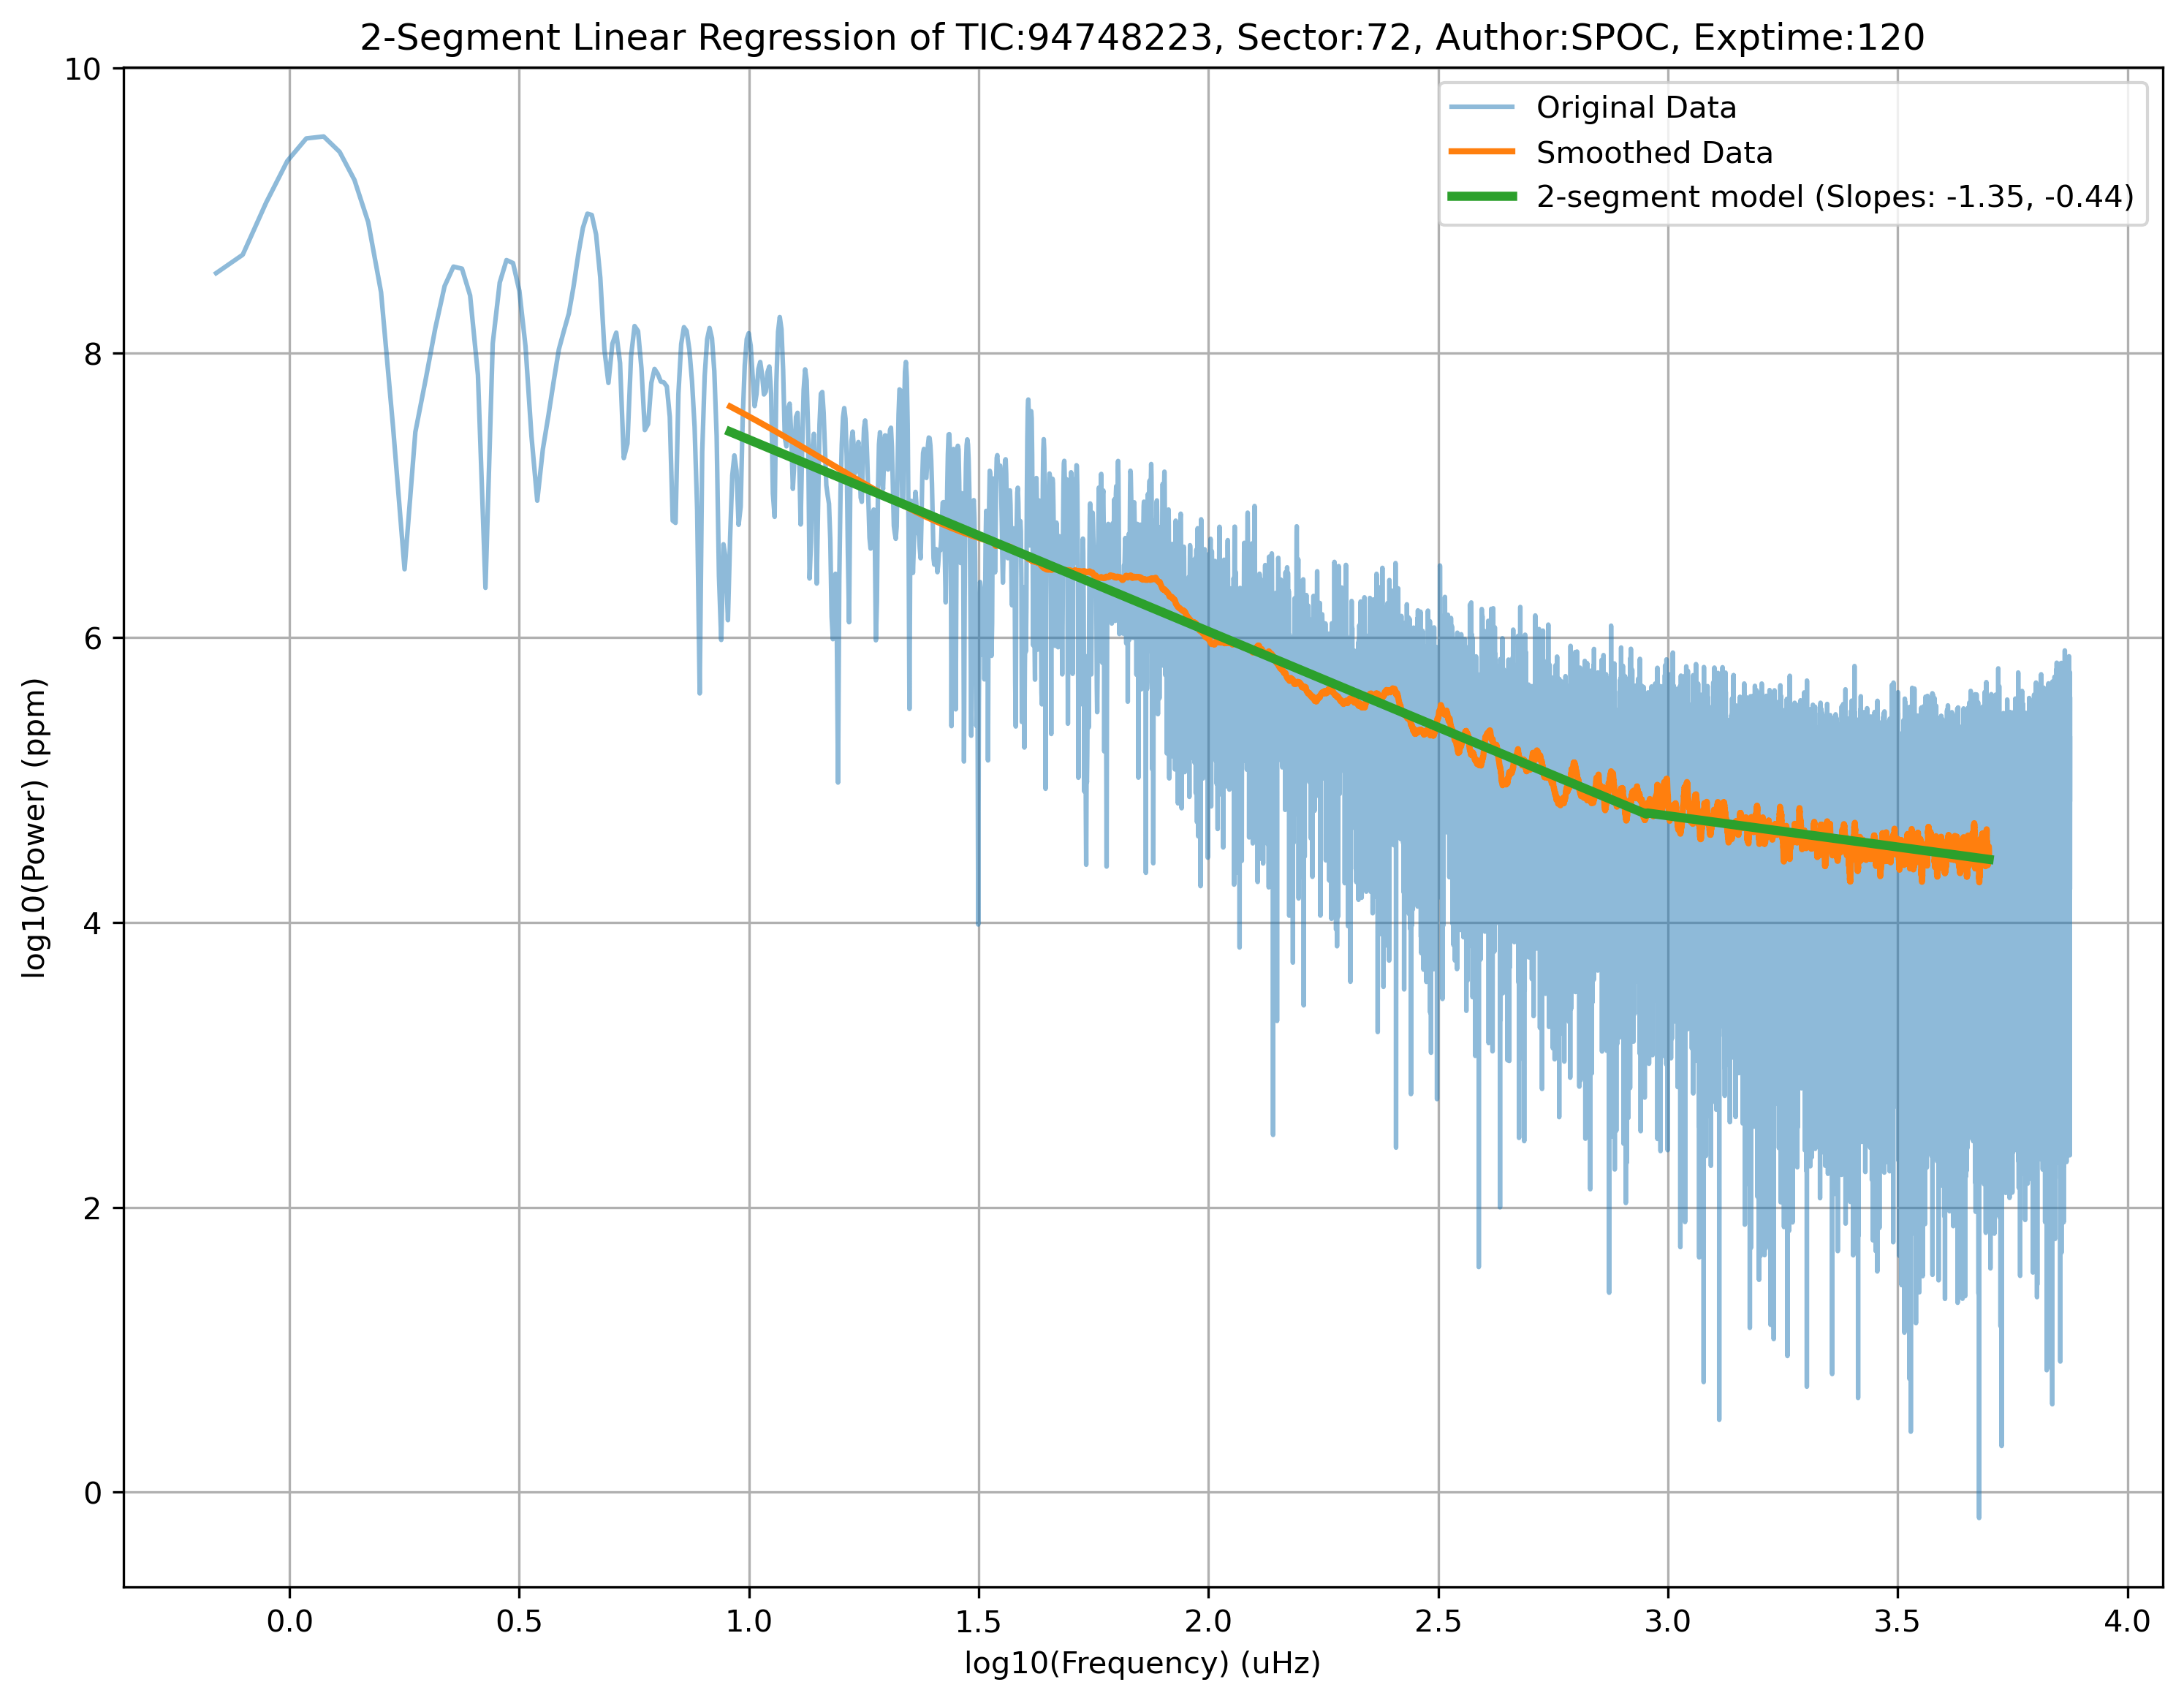 2-Segment Linear Regression of TIC:94748223, Sector:72, Author:SPOC, Exptime:120
Original Data
Smoothed Data
2-segment model (Slopes: -1.35, -0.44)
log10(Power) (ppm)
10
8
6
4
2
0
0.0 0.5 1.0 1.5 2.0 2.5 3.0 3.5 4.0
log10(Frequency) (uHz)